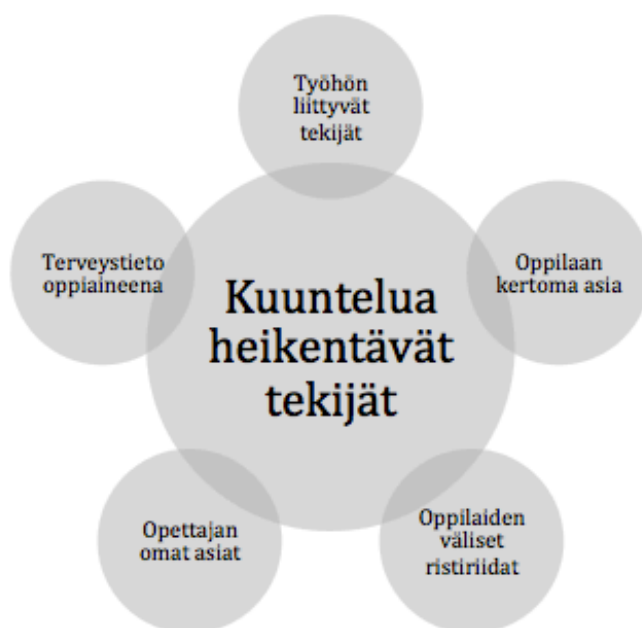 Työhön
liittyvät
tekijät
Terveystieto
oppiaineena
Oppilaan
kertoma asia
Kuuntelua
heikentävät
tekijät
Opettajan
omat asiat
Oppilaiden
väliset
ristiriidat